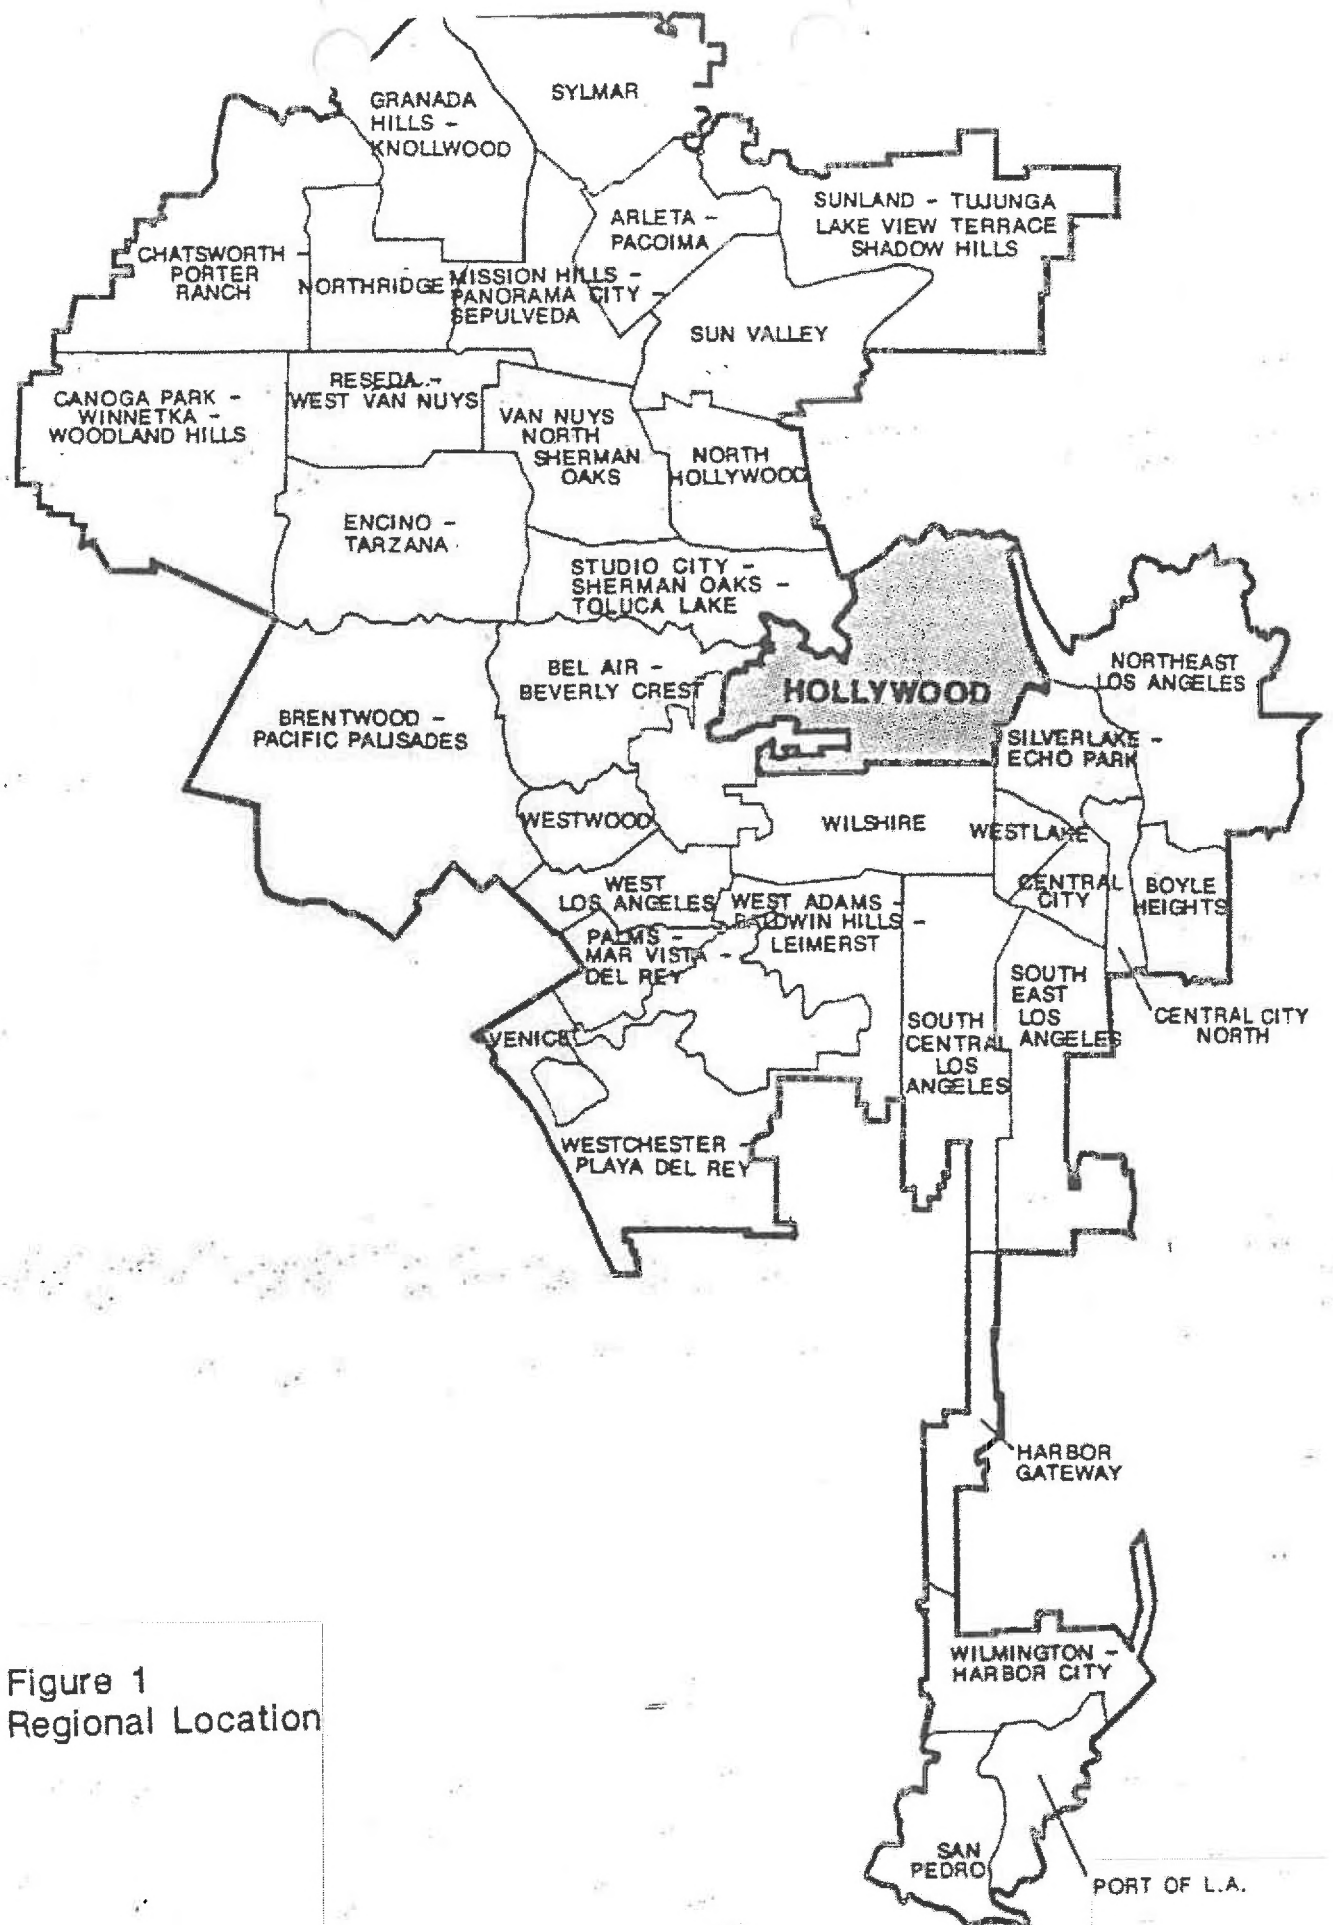 SYLMAR
GRANADA
HILLS -
KNOLLWOOD
SUNLAND - TUJUNGA
LAKE VIEW TERRACE
SHADOW HILLS
ARLETA -
PACOIMA
CHATSWORTH -
PORTER
RANCH
NORTHRIDGE
MISSION HILLS -
PANORAMA CITY -
SEPULVEDA
SUN VALLEY
CANOGA PARK -
WINNETKA -
WOODLAND HILLS
RESEDA -
WEST VAN NUYS
VAN NUYS
NORTH
SHERMAN
OAKS
NORTH
HOLLYWOOD
ENCINO -
TARZANA
STUDIO CITY -
SHERMAN OAKS -
TOLUCA LAKE
BEL AIR -
BEVERLY CREST
HOLLYWOOD
NORTHEAST
LOS ANGELES
BRENTWOOD -
PACIFIC PALISADES
SILVERLAKE -
ECHO PARK
WESTWOOD
WILSHIRE
WESTLAKE
WEST
LOS ANGELES
WEST ADAMS -
BALDWIN HILLS -
LEIMERST
CENTRAL
CITY
BOYLE
HEIGHTS
PALMS -
MAR VISTA -
DEL REY
SOUTH
EAST
LOS
ANGELES
CENTRAL CITY
NORTH
VENICE
SOUTH
CENTRAL
LOS
ANGELES
WESTCHESTER -
PLAYA DEL REY
HARBOR
GATEWAY
WILMINGTON -
HARBOR CITY
Figure 1
Regional Location
SAN
PEDRO
PORT OF L.A.